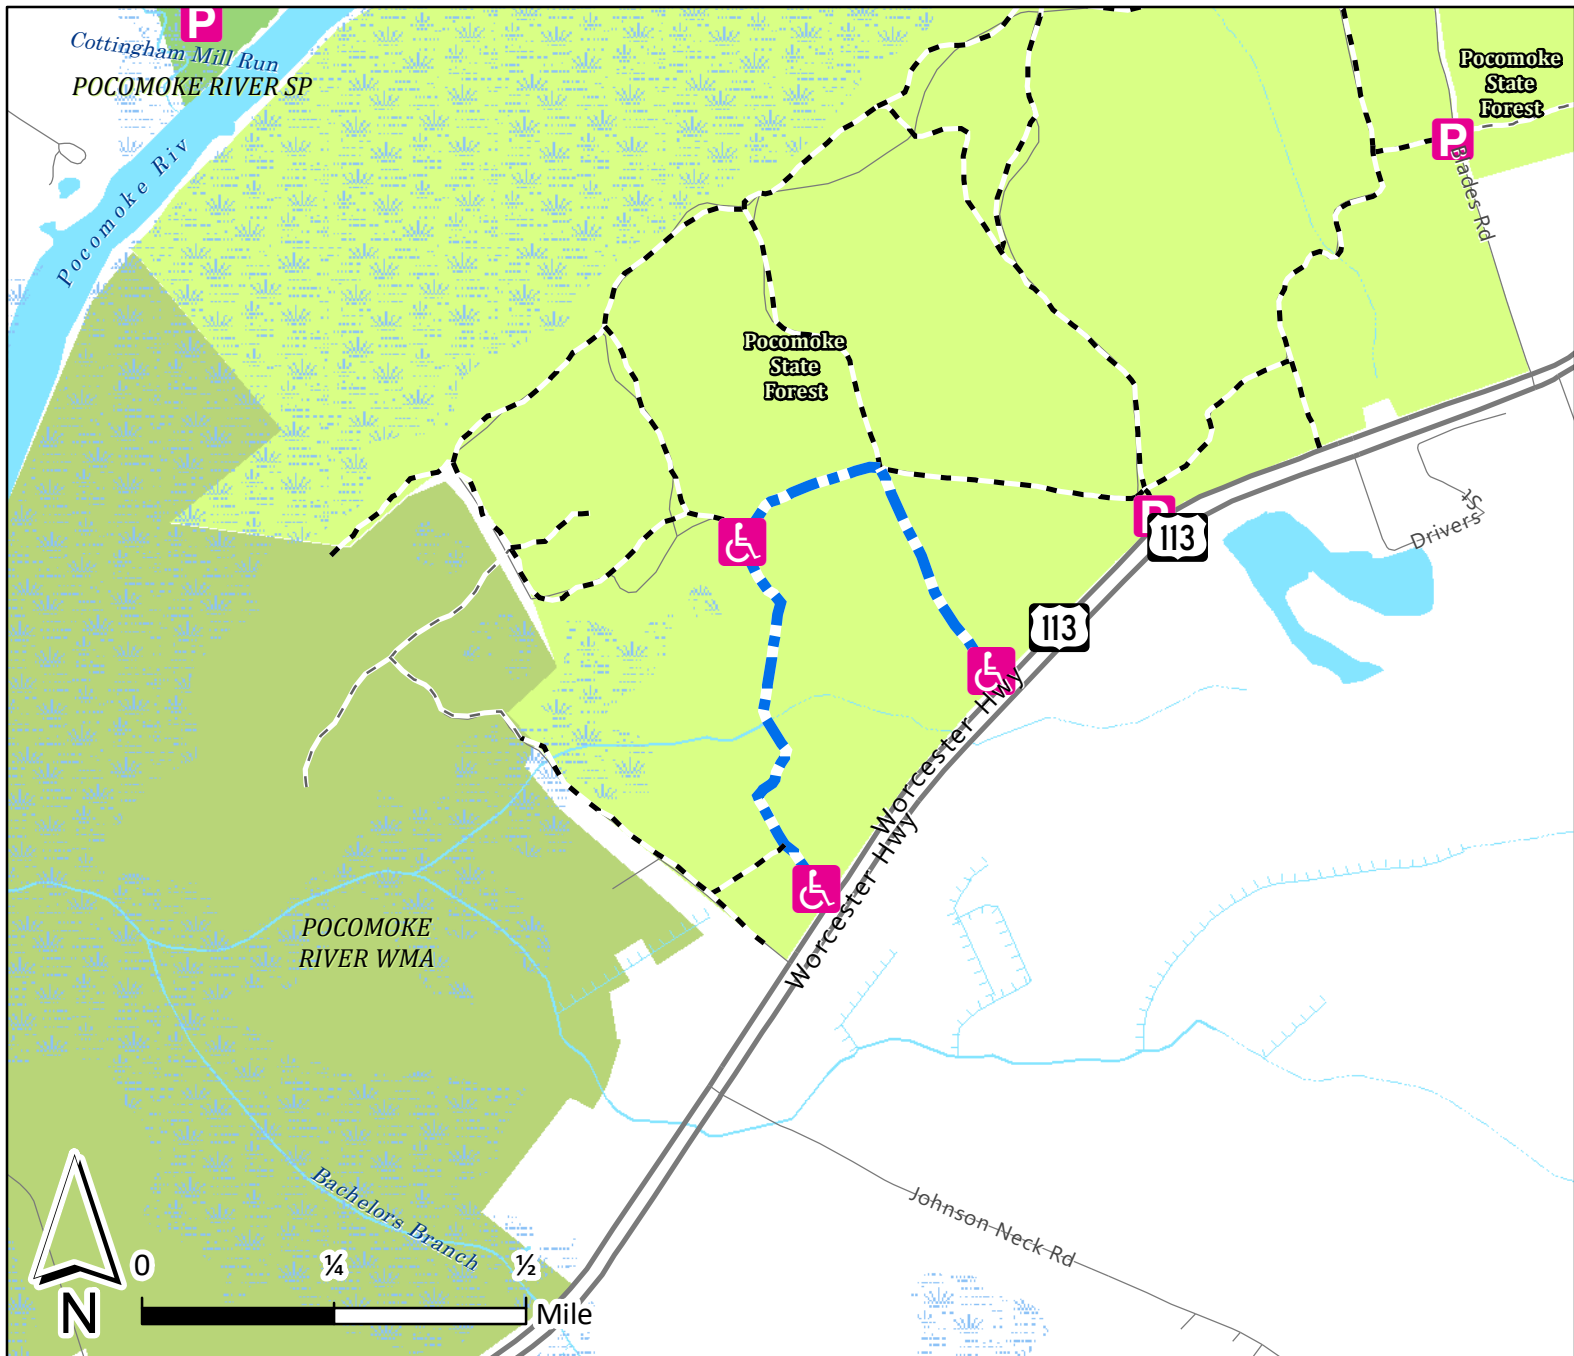 P
Cottingham Mill Run
POCOMOKE RIVER SP
Pocomoke Riv
Pocomoke
State
Forest
P
Blades Rd
Pocomoke
State
Forest
St
Drivers
P
113
113
Worcester Hwy
Worcester Hwy
POCOMOKE
RIVER WMA
Bachelors Branch
Johnson Neck Rd
0
¼
½
Mile
N